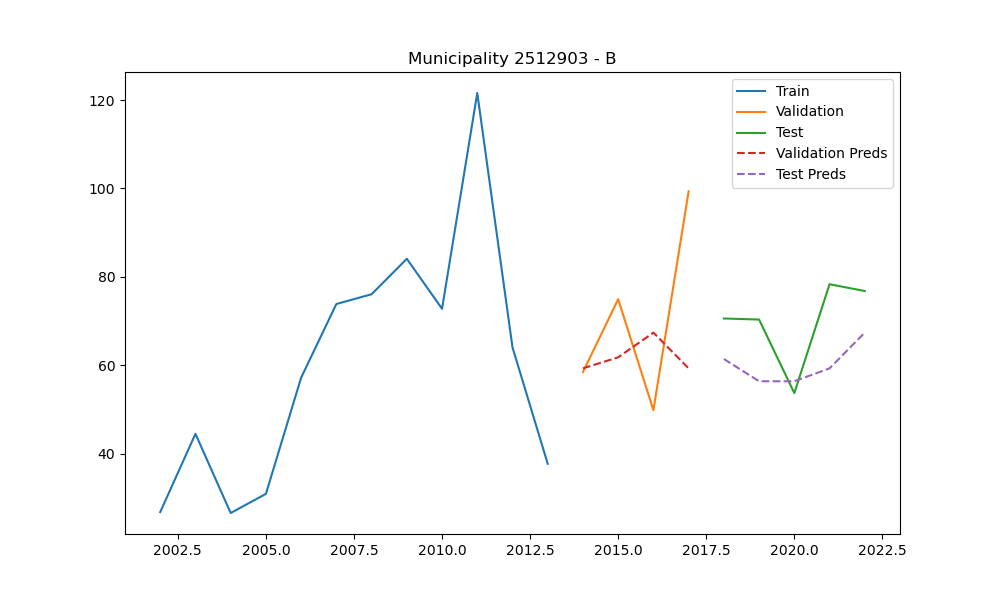 Municipality 2512903 - B
Train
Validation
Test
Validation Preds
Test Preds
120
100
80
60
40
2002.5 2005.0 2007.5 2010.0 2012.5 2015.0 2017.5 2020.0 2022.5